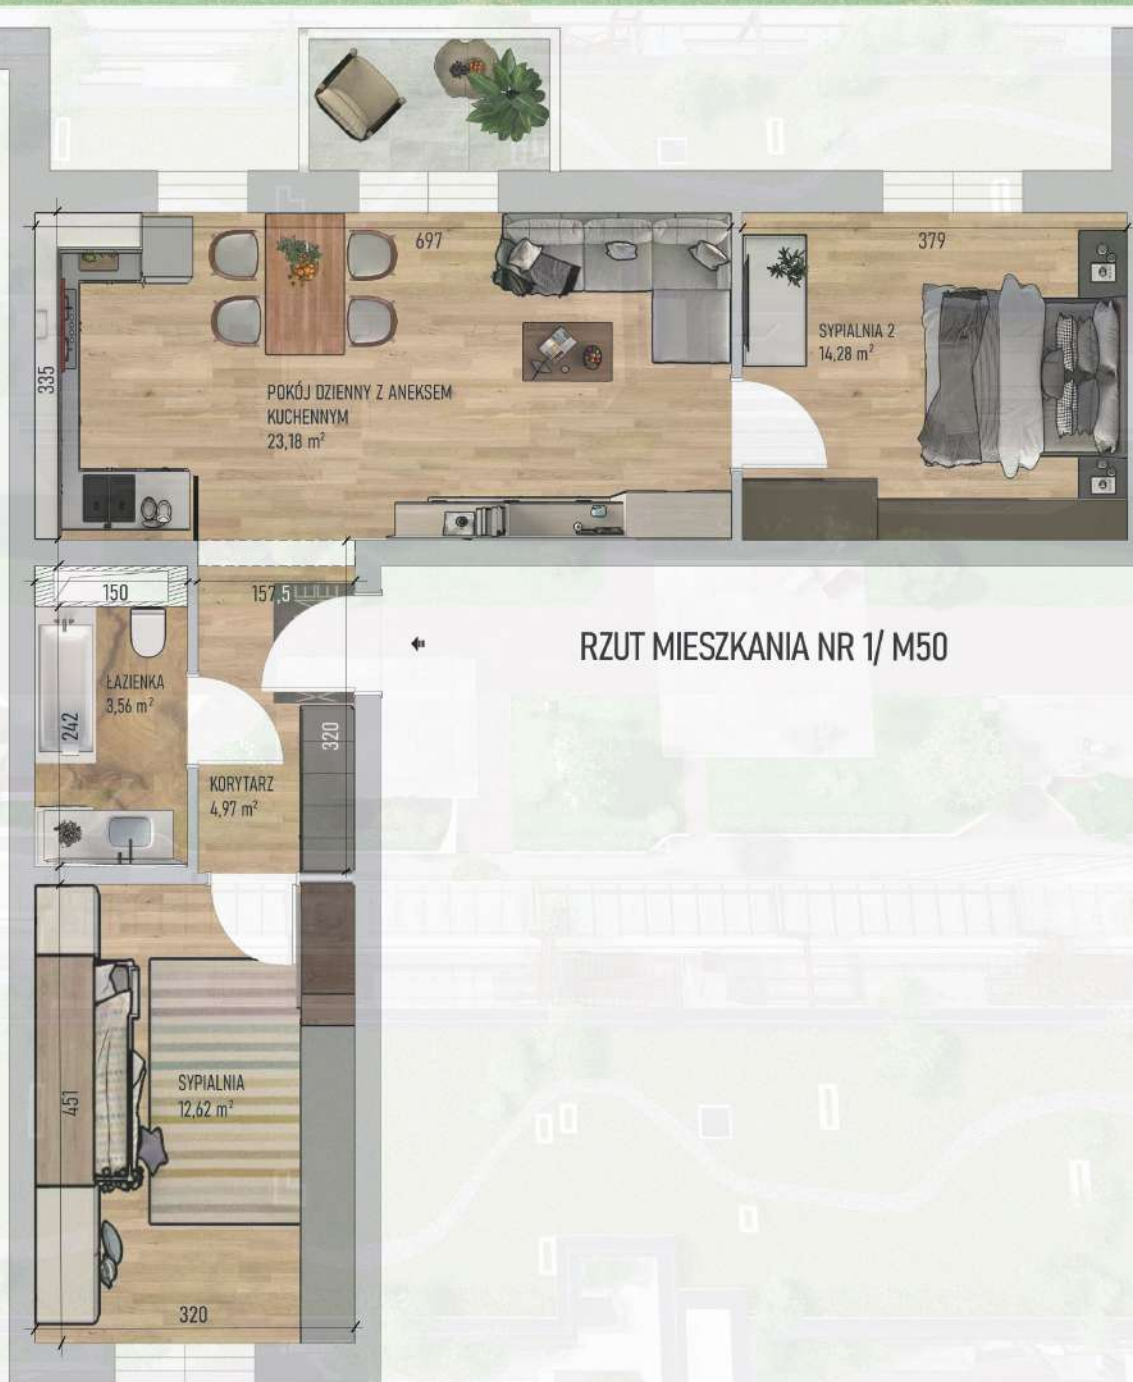 697
379
335
SYPIALNIA 2
14,28 m²
POKÓJ DZIENNY Z ANEKSEM
KUCHENNYM
23,18 m²
150
157,5
RZUT MIESZKANIA NR 1/ M50
ŁAZIENKA
3,56 m²
242
320
KORYTARZ
4,97 m²
SYPIALNIA
12,62 m²
451
320